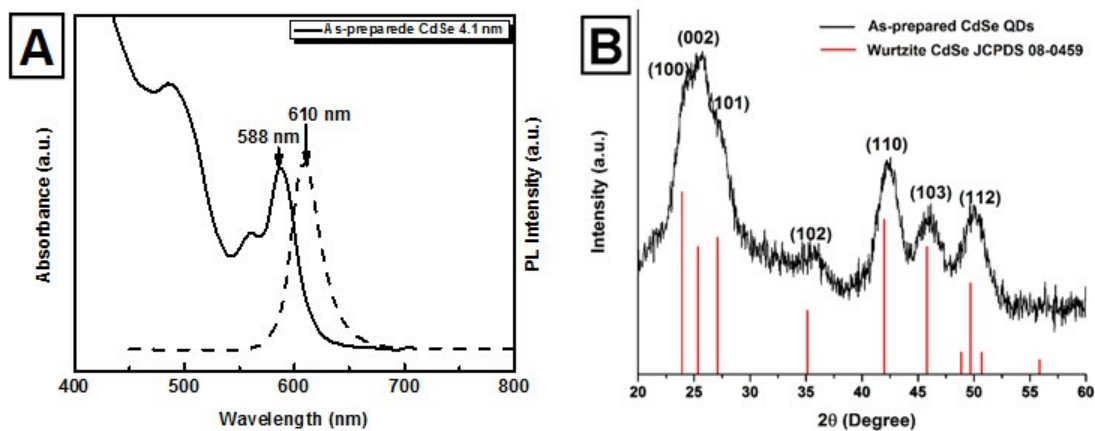 A
As-preparede CdSe 4.1 nm
588 nm
610 nm
Absorbance (a.u.)
PL Intensity (a.u.)
400
500
600
700
800
Wavelength (nm)
B
As-prepared CdSe QDs
Wurtzite CdSe JCPDS 08-0459
(100)
(002)
(101)
(102)
(110)
(103)
(112)
Intensity (a.u.)
20
25
30
35
40
45
50
55
60
2θ (Degree)